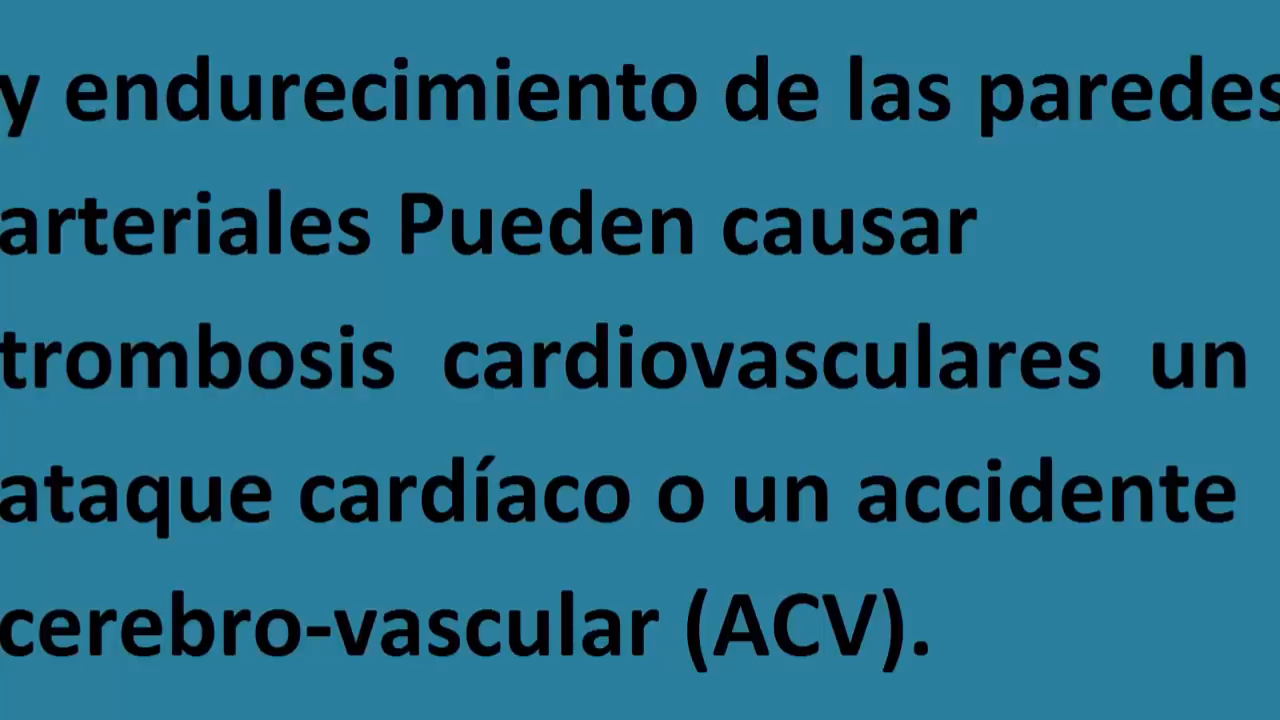 y endurecimiento de las paredes
arteriales Pueden causar
trombosis  cardiovasculares  un
ataque cardíaco o un accidente
cerebro-vascular (ACV).